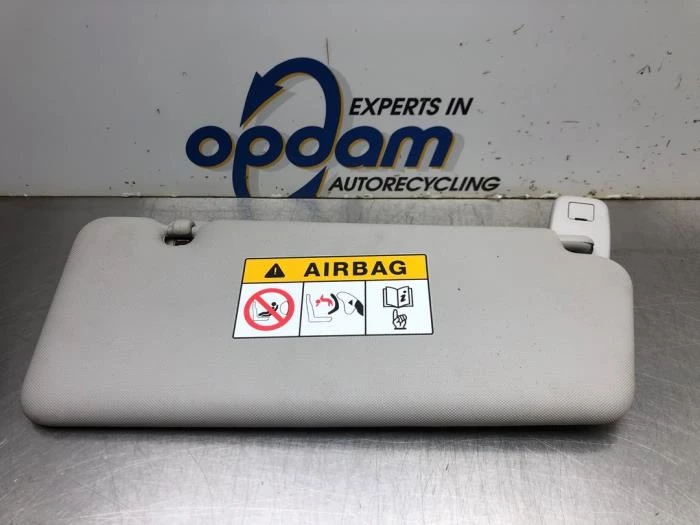 EXPERTS IN
opdam
AUTORECYCLING
AIRBAG